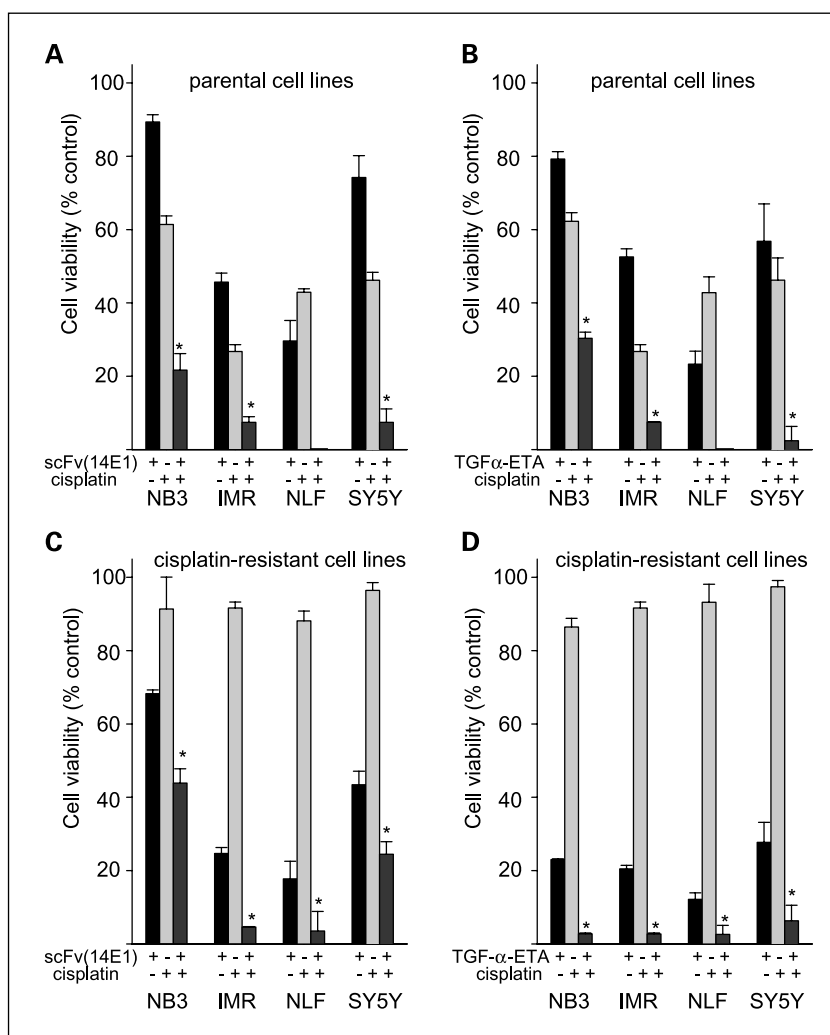 A
parental cell lines
Cell viability (% control)
100
80
60
40
20
*
*
*
scFv(14E1) + - + + - + + - + + - +
cisplatin - + + - + + - + + - + +
NB3 IMR NLF SY5Y
B
parental cell lines
Cell viability (% control)
100
80
60
40
20
*
*
*
TGFα-ETA + - + + - + + - + + - +
cisplatin - + + - + + - + + - + +
NB3 IMR NLF SY5Y
C
cisplatin-resistant cell lines
Cell viability (% control)
100
80
60
40
20
*
*
*
*
scFv(14E1) + - + + - + + - + + - +
cisplatin - + + - + + - + + - + +
NB3 IMR NLF SY5Y
D
cisplatin-resistant cell lines
Cell viability (% control)
100
80
60
40
20
*
*
*
*
TGF-α-ETA + - + + - + + - + + - +
cisplatin - + + - + + - + + - + +
NB3 IMR NLF SY5Y